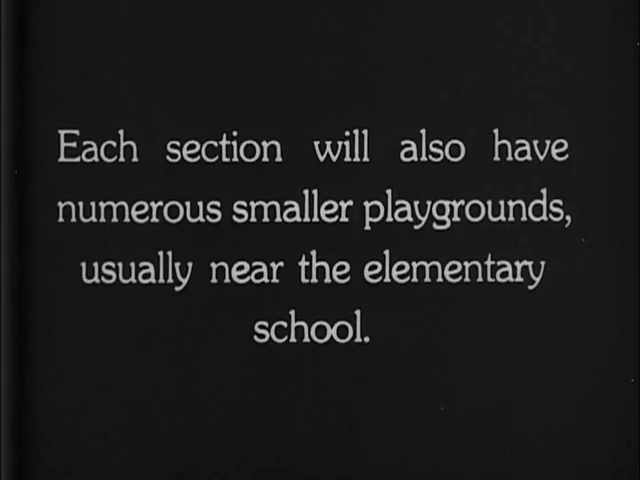 Each section will also have
numerous smaller playgrounds,
usually near the elementary
school.